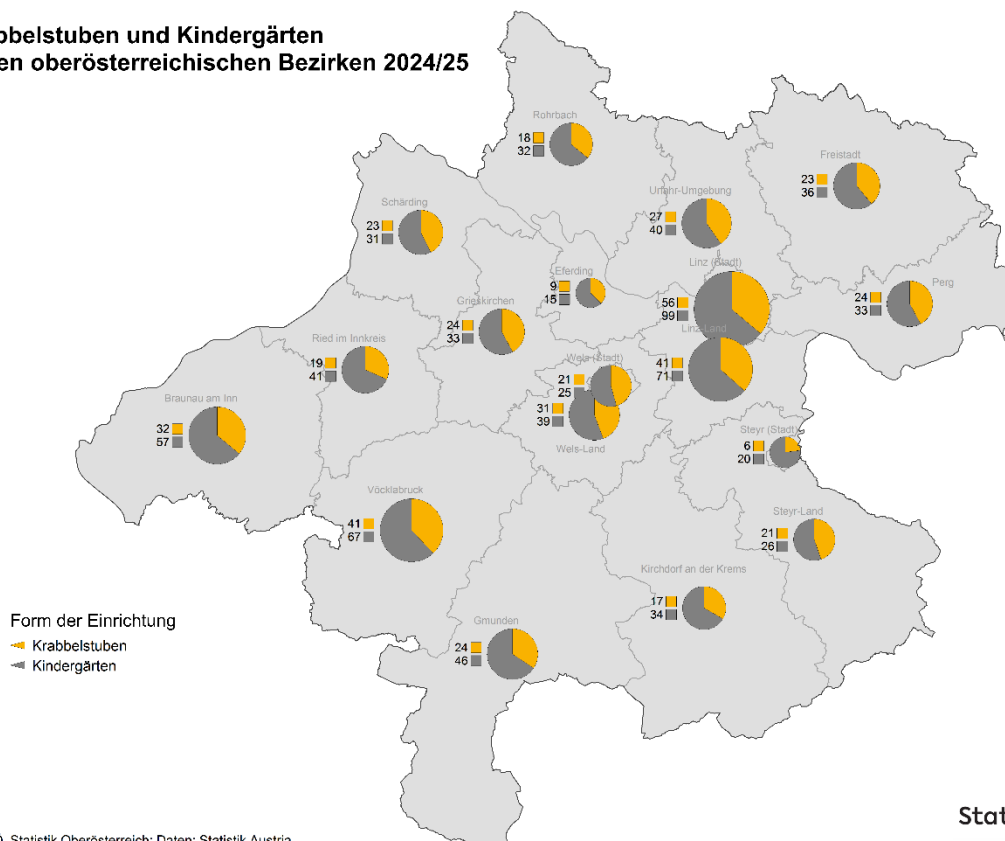 bbelstuben und Kindergärten
en oberösterreichischen Bezirken 2024/25
Rohrbach
18
32
Freistadt
23
36
Urfahr-Umgebung
27
40
Schärding
23
31
Linz (Stadt)
56
99
Eferding
9
15
Perg
24
33
Grieskirchen
24
33
Linz-Land
41
71
Ried im Innkreis
19
41
Wels (Stadt)
21
25
Braunau am Inn
32
57
31
39
Wels-Land
Steyr (Stadt)
6
20
Vöcklabruck
41
67
Steyr-Land
21
26
Kirchdorf an der Krems
17
34
Gmunden
24
46
Form der Einrichtung
Krabbelstuben
Kindergärten
Stat
Statistik Oberösterreich; Daten: Statistik Austria